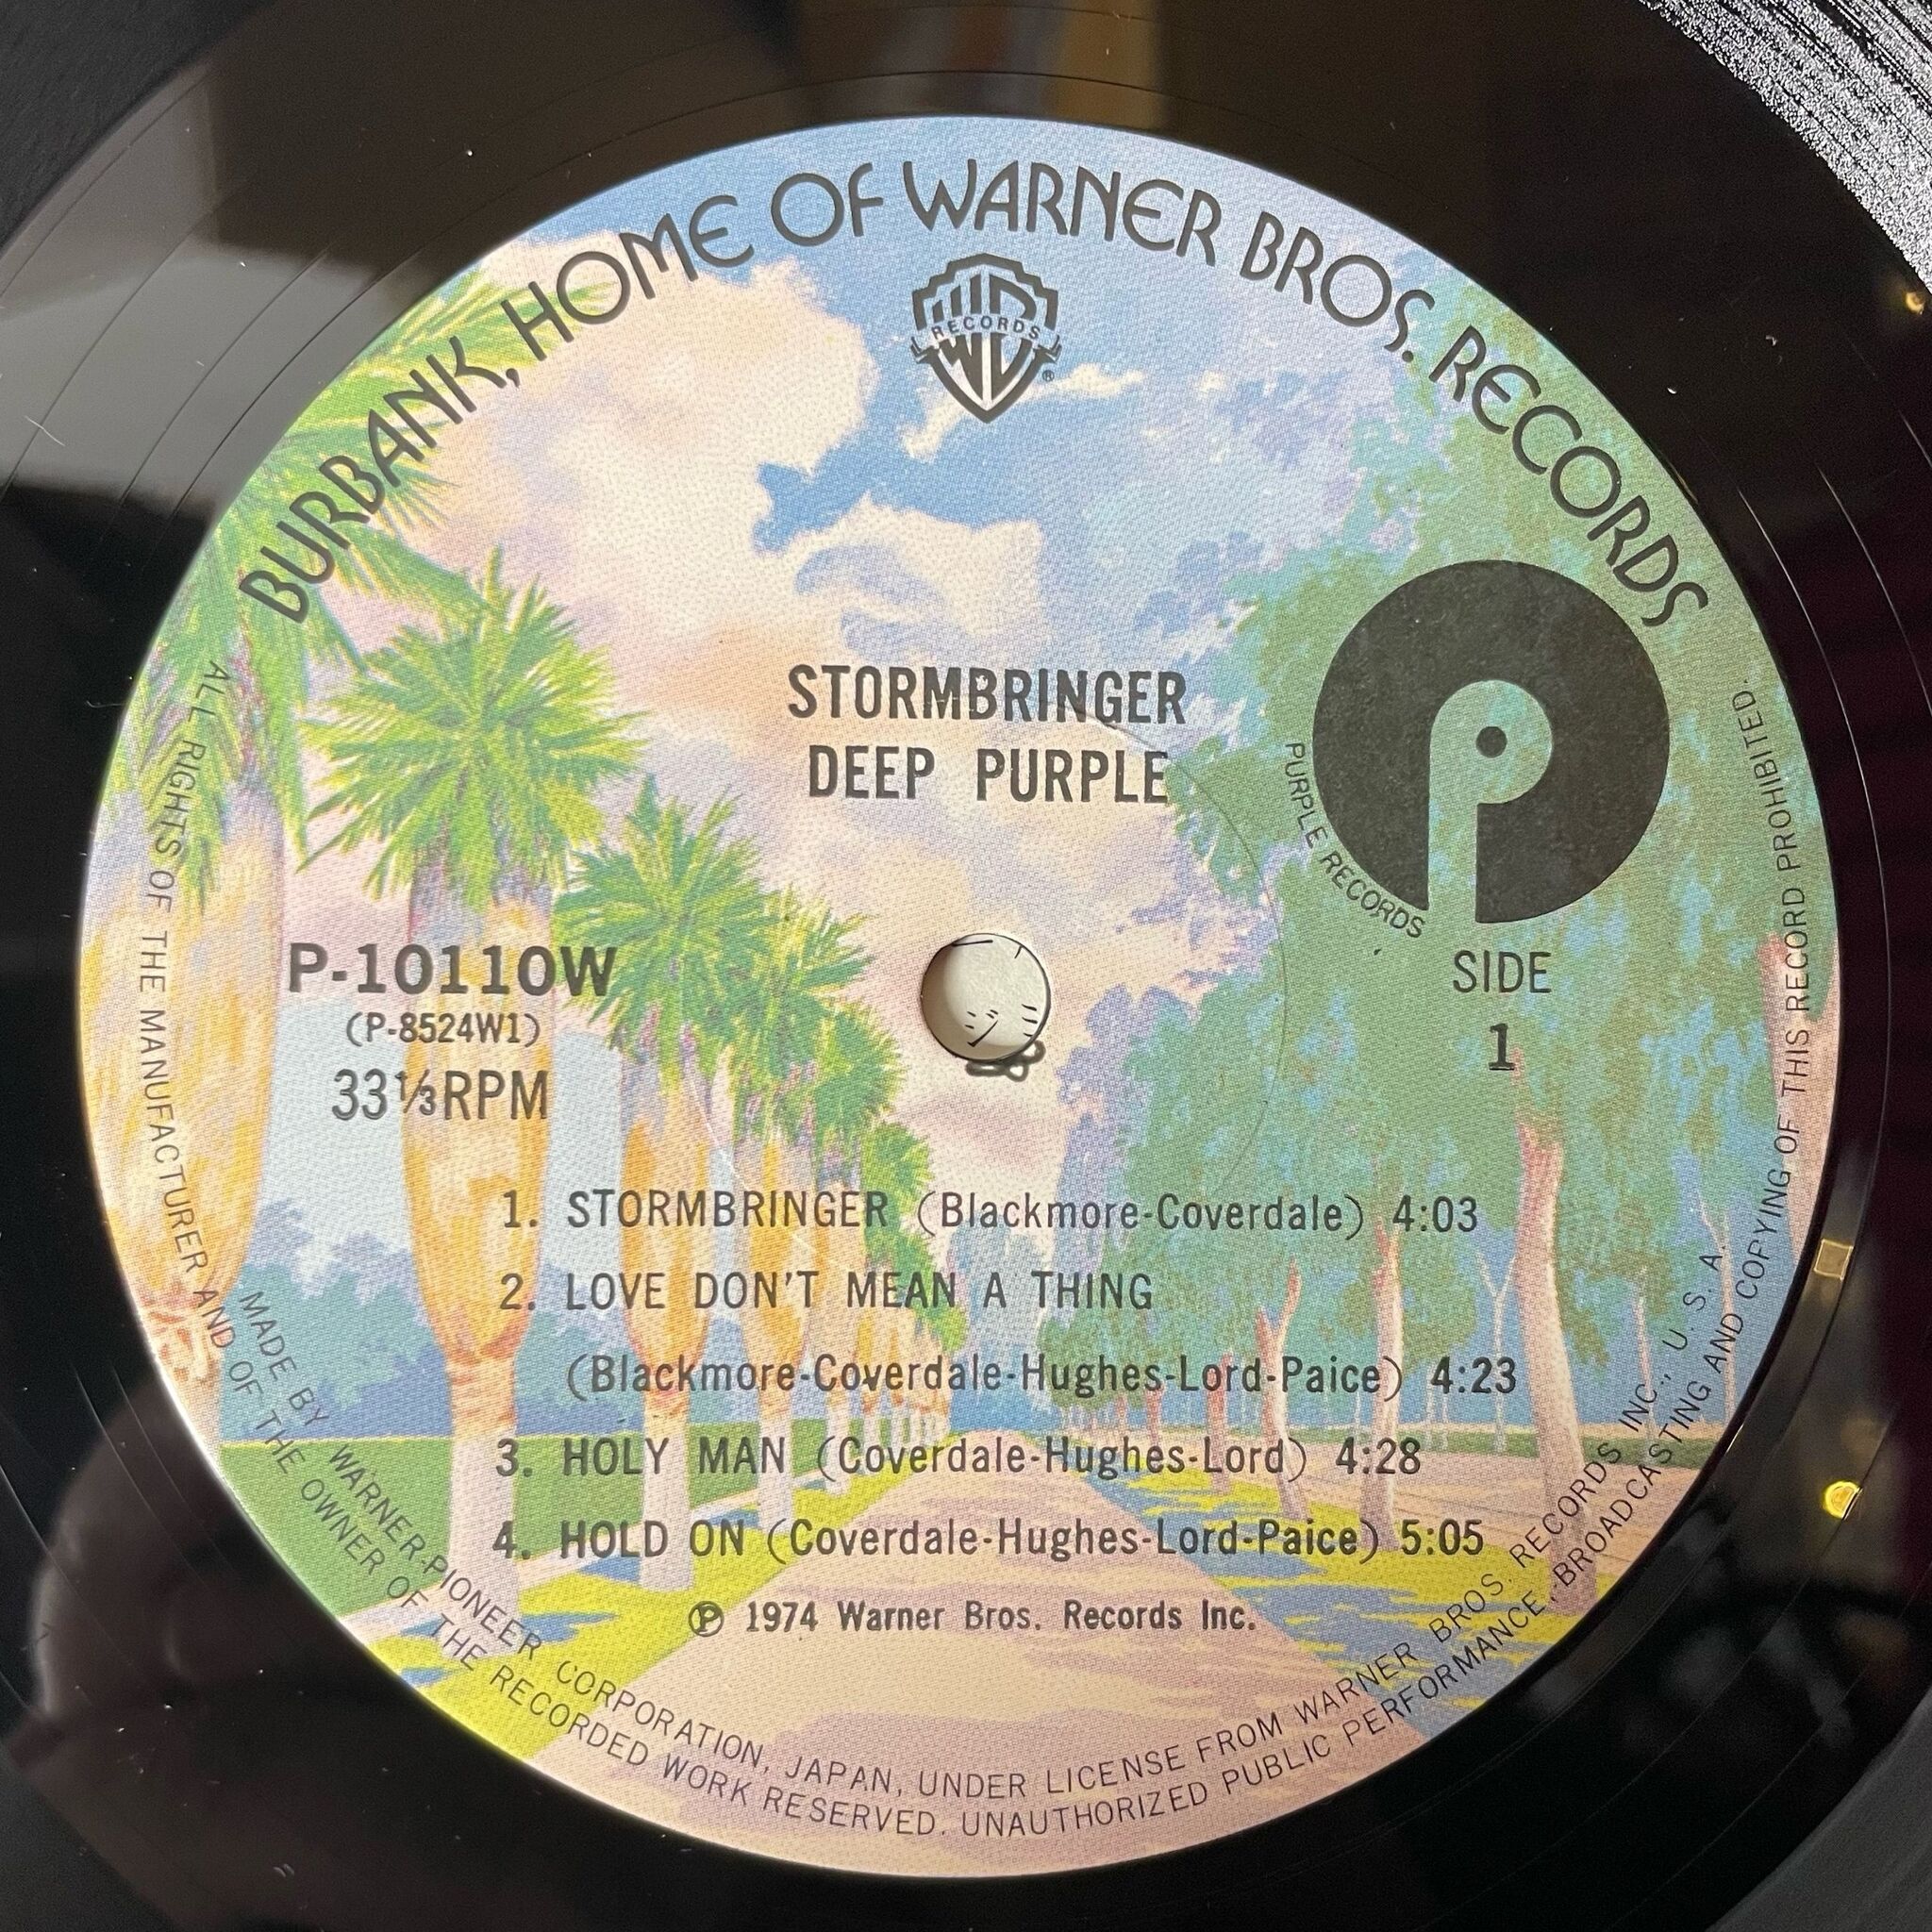 BURBANK, HOME OF WARNER BROS. RECORDS
RECORDS
®
STORMBRINGER
DEEP PURPLE
PURPLE RECORDS
P-10110W
(P-8524W1)
33⅓RPM
SIDE
1
1. STORMBRINGER (Blackmore-Coverdale) 4:03
2. LOVE DON'T MEAN A THING
(Blackmore-Coverdale-Hughes-Lord-Paice) 4:23
3. HOLY MAN (Coverdale-Hughes-Lord) 4:28
4. HOLD ON (Coverdale-Hughes-Lord-Paice) 5:05
℗ 1974 Warner Bros. Records Inc.
MADE BY WARNER-PIONEER CORPORATION, JAPAN, UNDER LICENSE FROM WARNER BROS. RECORDS INC., U. S. A.
ALL RIGHTS OF THE MANUFACTURER AND OF THE OWNER OF THE RECORDED WORK RESERVED. UNAUTHORIZED PUBLIC PERFORMANCE, BROADCASTING AND COPYING OF THIS RECORD PROHIBITED.